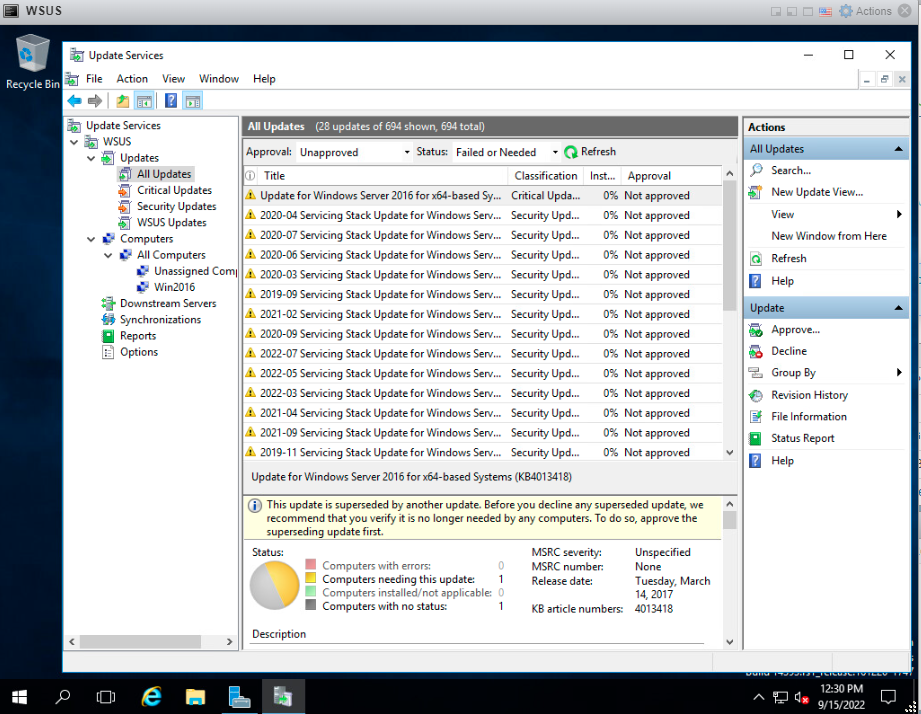 WSUS
Actions
Recycle Bin
Update Services
File Action View Window Help
Update Services
WSUS
Updates
All Updates
Critical Updates
Security Updates
WSUS Updates
Computers
All Computers
Unassigned Comp
Win2016
Downstream Servers
Synchronizations
Reports
Options
All Updates (28 updates of 694 shown, 694 total)
Approval: Unapproved Status: Failed or Needed Refresh
Title Classification Inst... Approval
Update for Windows Server 2016 for x64-based Sy... Critical Upda... 0% Not approved
2020-04 Servicing Stack Update for Windows Serv... Security Upd... 0% Not approved
2020-07 Servicing Stack Update for Windows Serv... Security Upd... 0% Not approved
2020-06 Servicing Stack Update for Windows Serv... Security Upd... 0% Not approved
2020-03 Servicing Stack Update for Windows Serv... Security Upd... 0% Not approved
2019-09 Servicing Stack Update for Windows Serv... Security Upd... 0% Not approved
2021-02 Servicing Stack Update for Windows Serv... Security Upd... 0% Not approved
2020-09 Servicing Stack Update for Windows Serv... Security Upd... 0% Not approved
2022-07 Servicing Stack Update for Windows Serv... Security Upd... 0% Not approved
2022-05 Servicing Stack Update for Windows Serv... Security Upd... 0% Not approved
2022-03 Servicing Stack Update for Windows Serv... Security Upd... 0% Not approved
2021-04 Servicing Stack Update for Windows Serv... Security Upd... 0% Not approved
2021-09 Servicing Stack Update for Windows Serv... Security Upd... 0% Not approved
2019-11 Servicing Stack Update for Windows Serv... Security Upd... 0% Not approved
Update for Windows Server 2016 for x64-based Systems (KB4013418)
This update is superseded by another update. Before you decline any superseded update, we
recommend that you verify it is no longer needed by any computers. To do so, approve the
superseding update first.
Status:
Computers with errors: 0
Computers needing this update: 1
Computers installed/not applicable: 0
Computers with no status: 1
MSRC severity: Unspecified
MSRC number: None
Release date: Tuesday, March
14, 2017
KB article numbers: 4013418
Description
Actions
All Updates
Search...
New Update View...
View
New Window from Here
Refresh
Help
Update
Approve...
Decline
Group By
Revision History
File Information
Status Report
Help
12:30 PM
9/15/2022